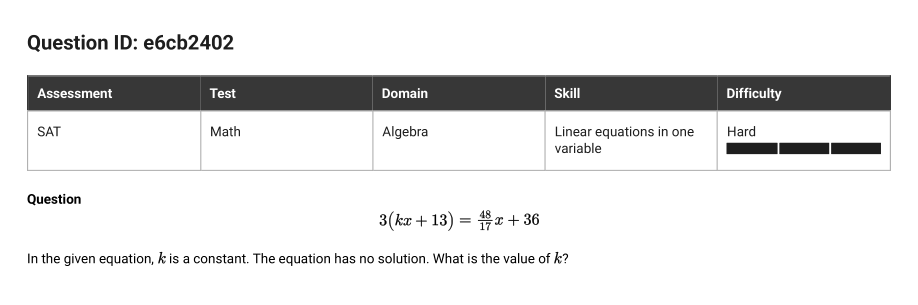 Question ID: e6cb2402
Assessment Test Domain Skill Difficulty
SAT Math Algebra Linear equations in one variable Hard
Question
3(kx + 13) = 48/17 x + 36
In the given equation, k is a constant. The equation has no solution. What is the value of k?